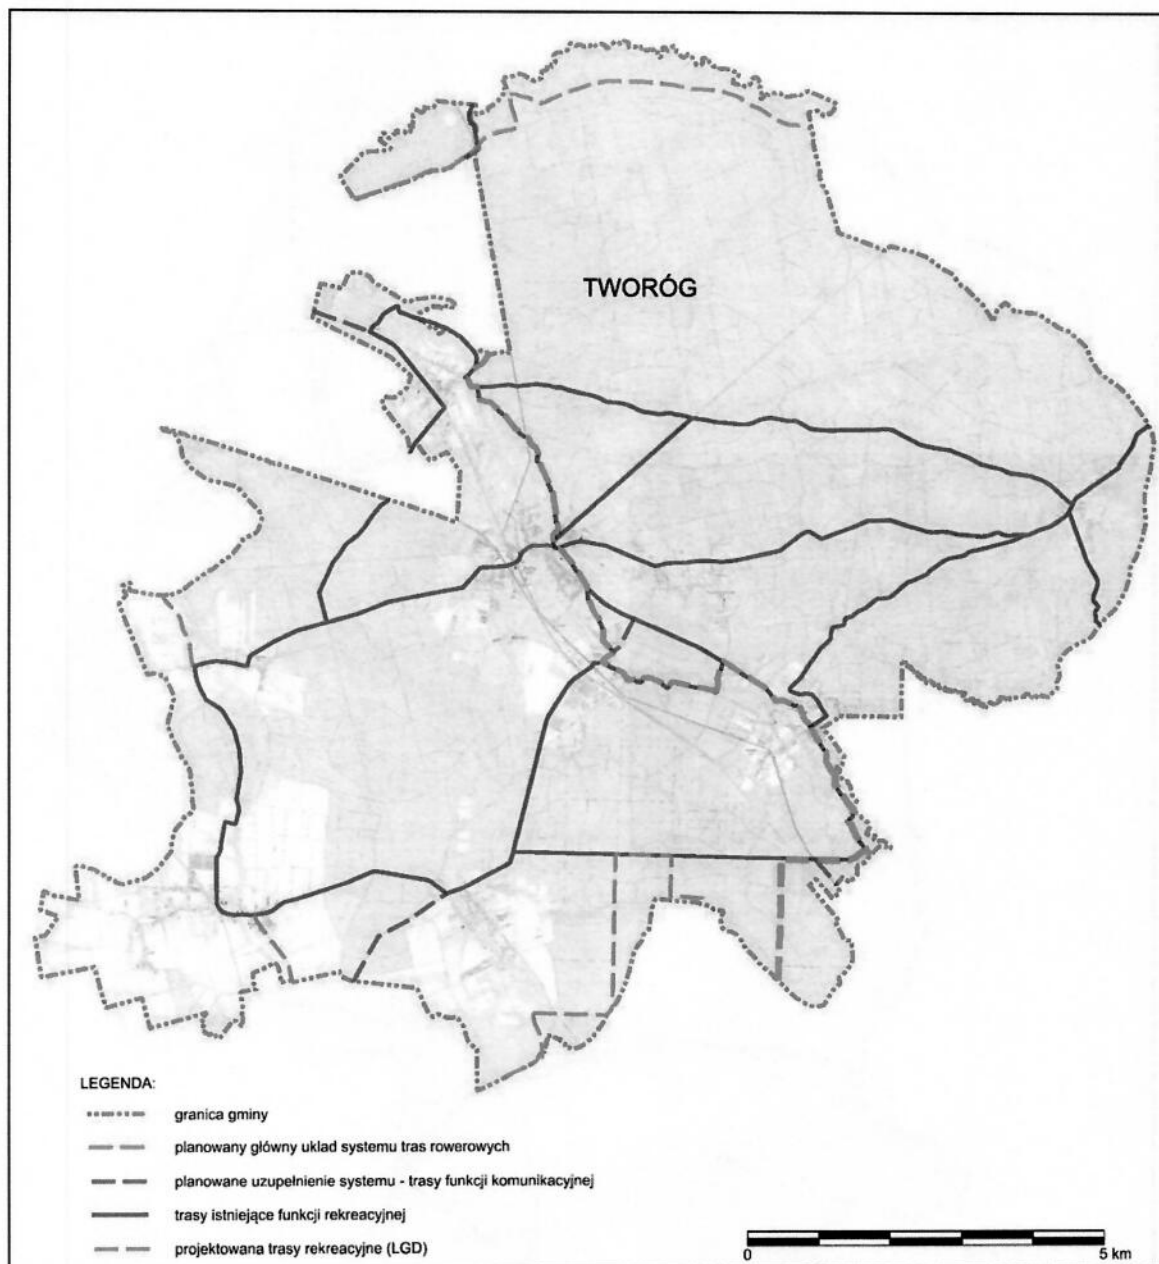 TWORÓG
LEGENDA:
granica gminy
planowany główny układ systemu tras rowerowych
planowane uzupełnienie systemu - trasy funkcji komunikacyjnej
trasy istniejące funkcji rekreacyjnej
projektowana trasy rekreacyjne (LGD)
0 5 km